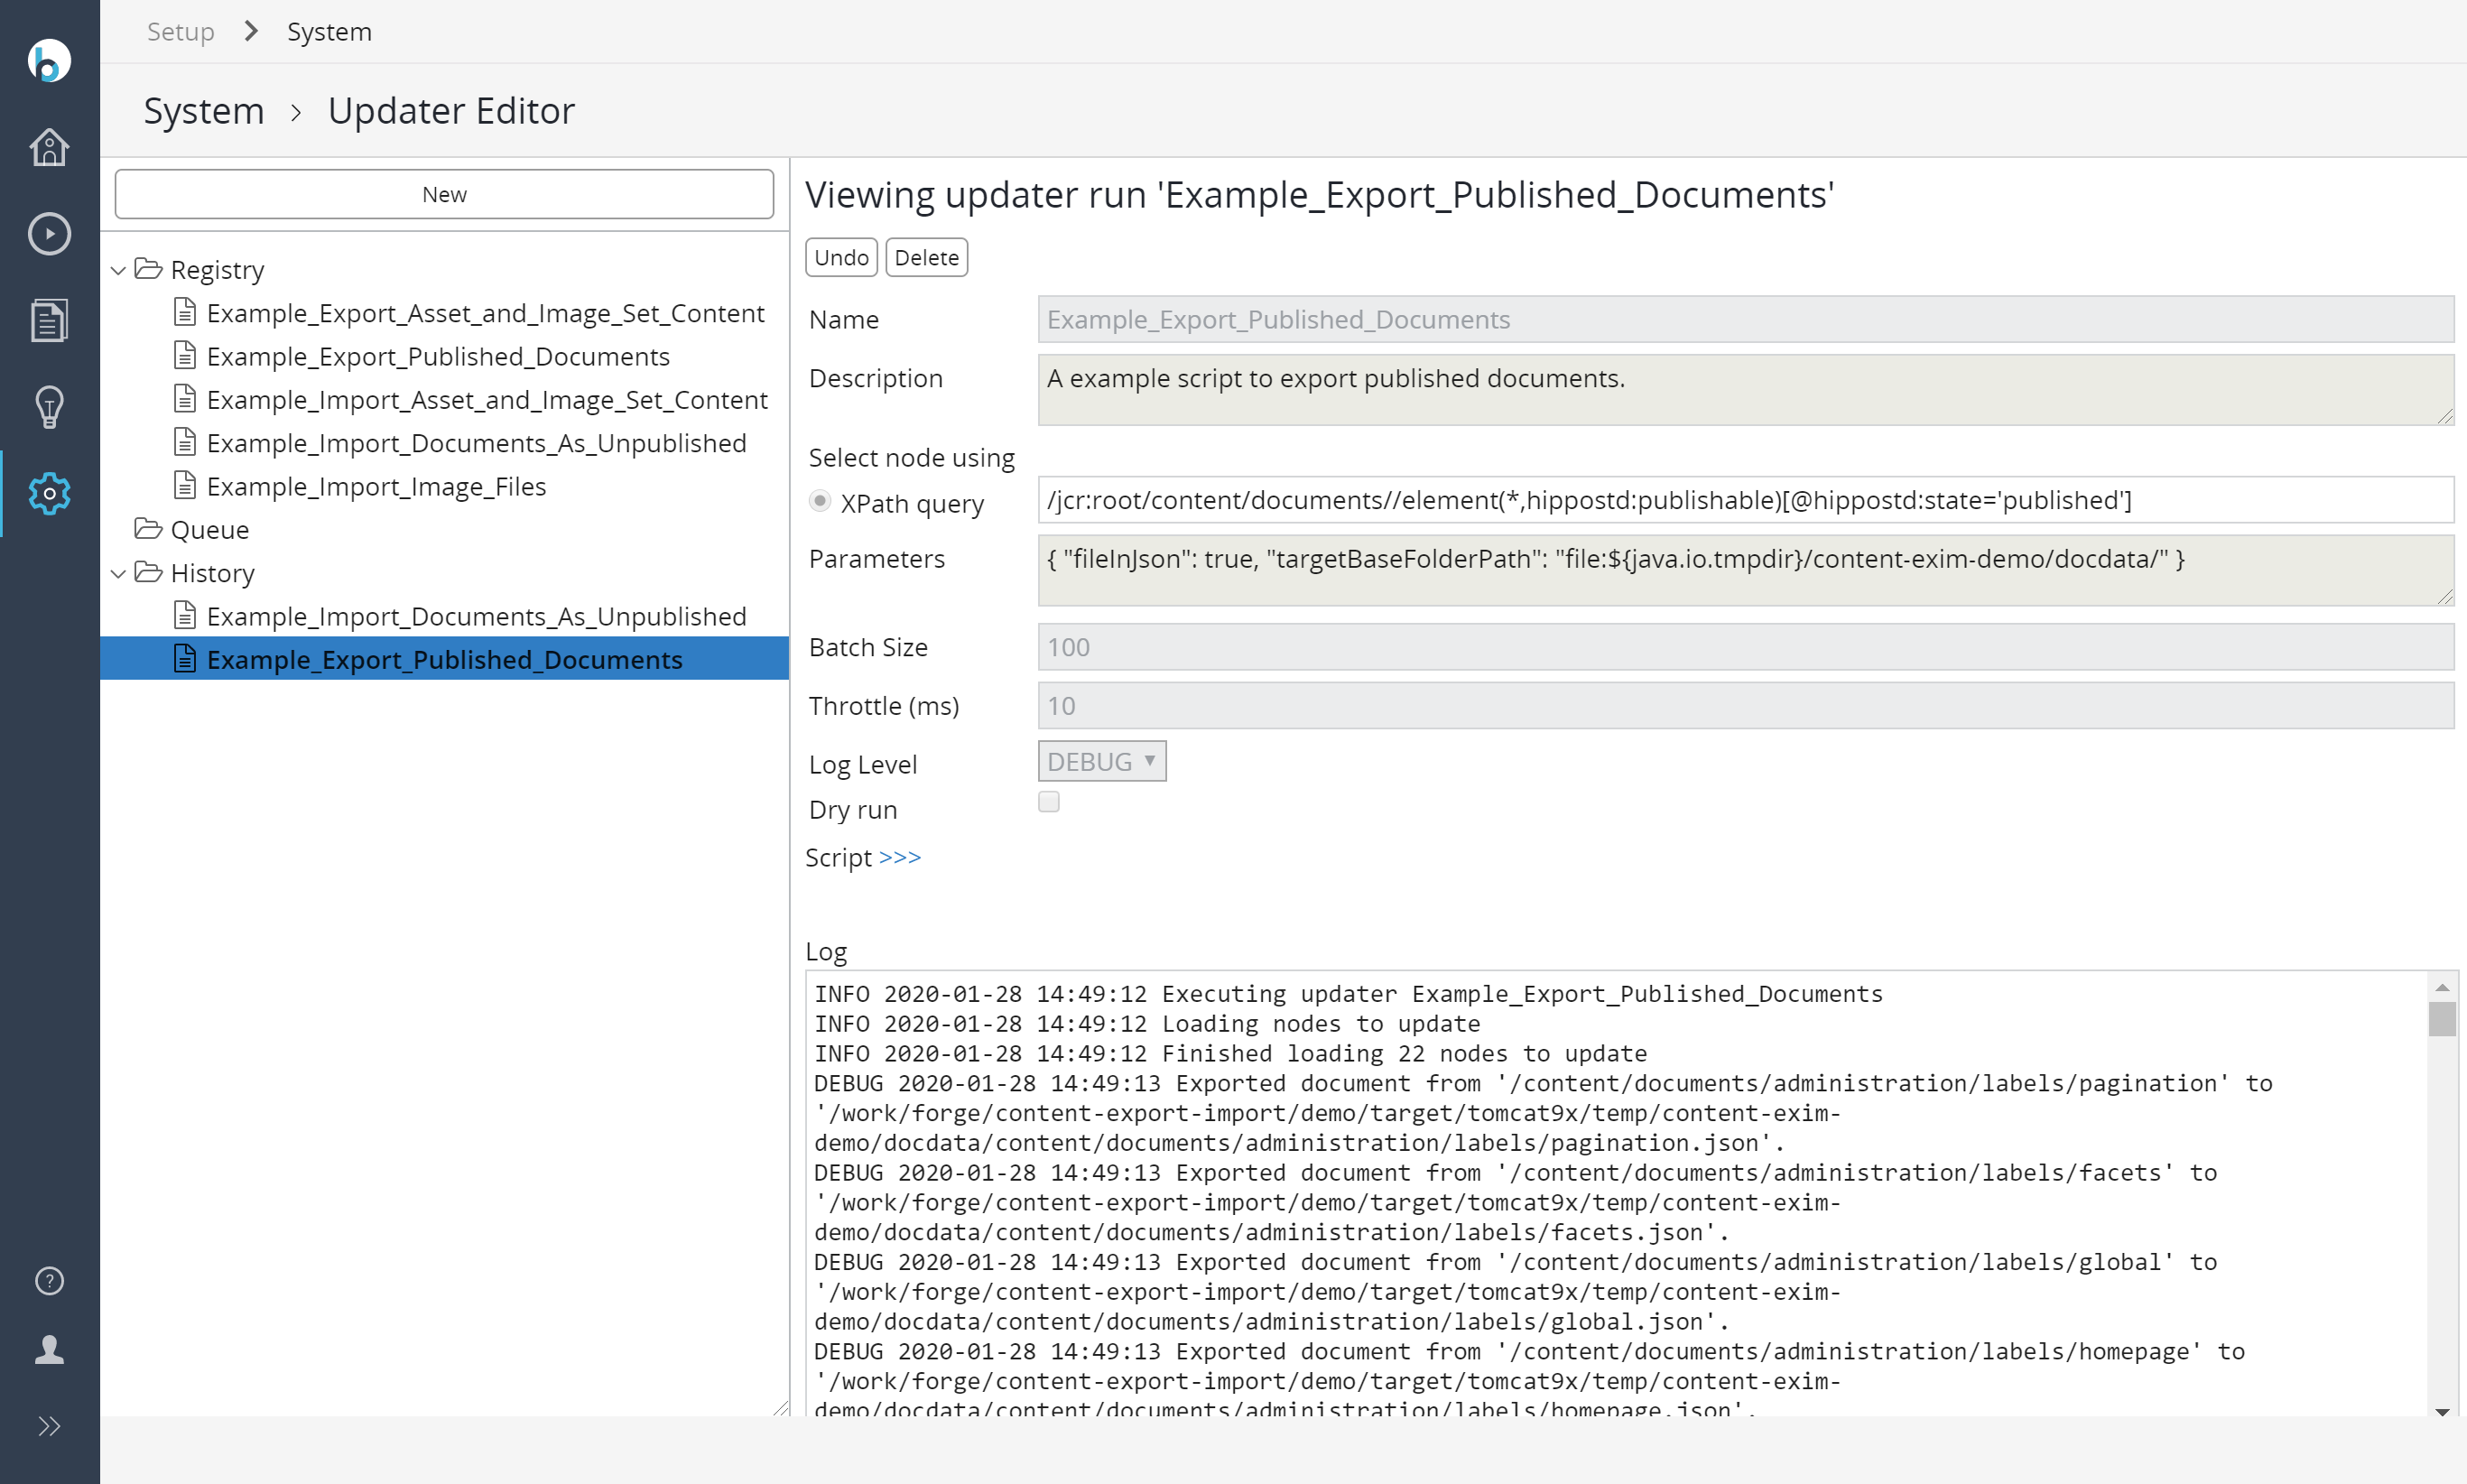 Setup > System
System > Updater Editor
New
Registry
Example_Export_Asset_and_Image_Set_Content
Example_Export_Published_Documents
Example_Import_Asset_and_Image_Set_Content
Example_Import_Documents_As_Unpublished
Example_Import_Image_Files
Queue
History
Example_Import_Documents_As_Unpublished
Example_Export_Published_Documents
Viewing updater run 'Example_Export_Published_Documents'
Undo Delete
Name Example_Export_Published_Documents
Description A example script to export published documents.
Select node using
XPath query /jcr:root/content/documents//element(*,hippostd:publishable)[@hippostd:state='published']
Parameters { "fileInJson": true, "targetBaseFolderPath": "file:${java.io.tmpdir}/content-exim-demo/docdata/" }
Batch Size 100
Throttle (ms) 10
Log Level DEBUG
Dry run
Script >>>
Log
INFO 2020-01-28 14:49:12 Executing updater Example_Export_Published_Documents
INFO 2020-01-28 14:49:12 Loading nodes to update
INFO 2020-01-28 14:49:12 Finished loading 22 nodes to update
DEBUG 2020-01-28 14:49:13 Exported document from '/content/documents/administration/labels/pagination' to
'/work/forge/content-export-import/demo/target/tomcat9x/temp/content-exim-
demo/docdata/content/documents/administration/labels/pagination.json'.
DEBUG 2020-01-28 14:49:13 Exported document from '/content/documents/administration/labels/facets' to
'/work/forge/content-export-import/demo/target/tomcat9x/temp/content-exim-
demo/docdata/content/documents/administration/labels/facets.json'.
DEBUG 2020-01-28 14:49:13 Exported document from '/content/documents/administration/labels/global' to
'/work/forge/content-export-import/demo/target/tomcat9x/temp/content-exim-
demo/docdata/content/documents/administration/labels/global.json'.
DEBUG 2020-01-28 14:49:13 Exported document from '/content/documents/administration/labels/homepage' to
'/work/forge/content-export-import/demo/target/tomcat9x/temp/content-exim-
demo/docdata/content/documents/administration/labels/homepage.json'.